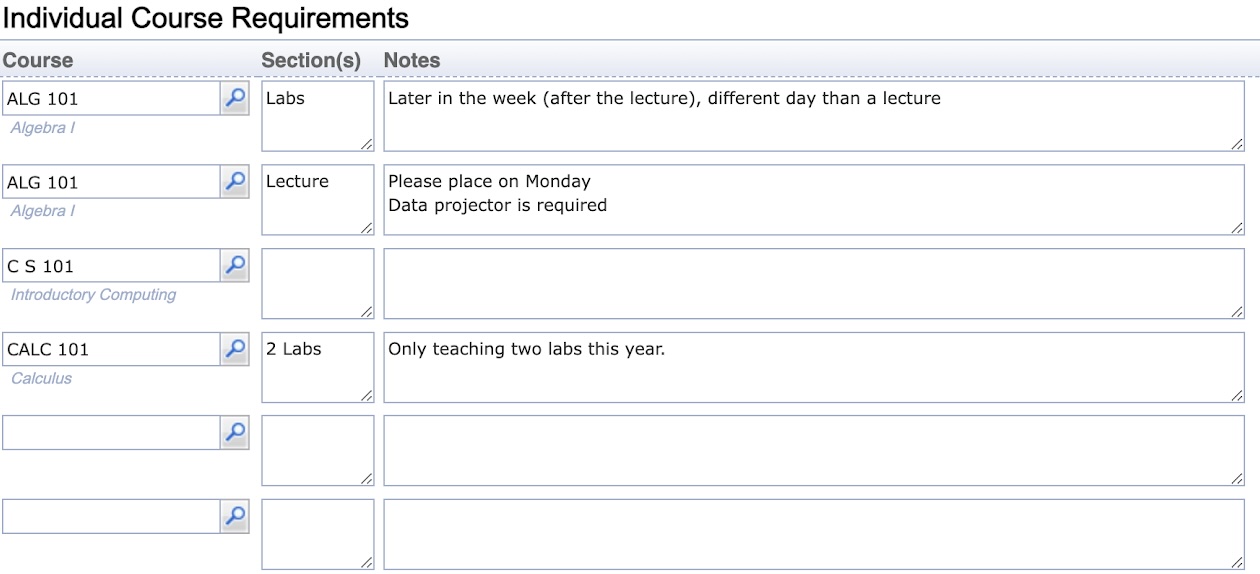 Individual Course Requirements
Course Section(s) Notes
ALG 101 Labs Later in the week (after the lecture), different day than a lecture
Algebra I
ALG 101 Lecture Please place on Monday
Algebra I Data projector is required
C S 101
Introductory Computing
CALC 101 2 Labs Only teaching two labs this year.
Calculus